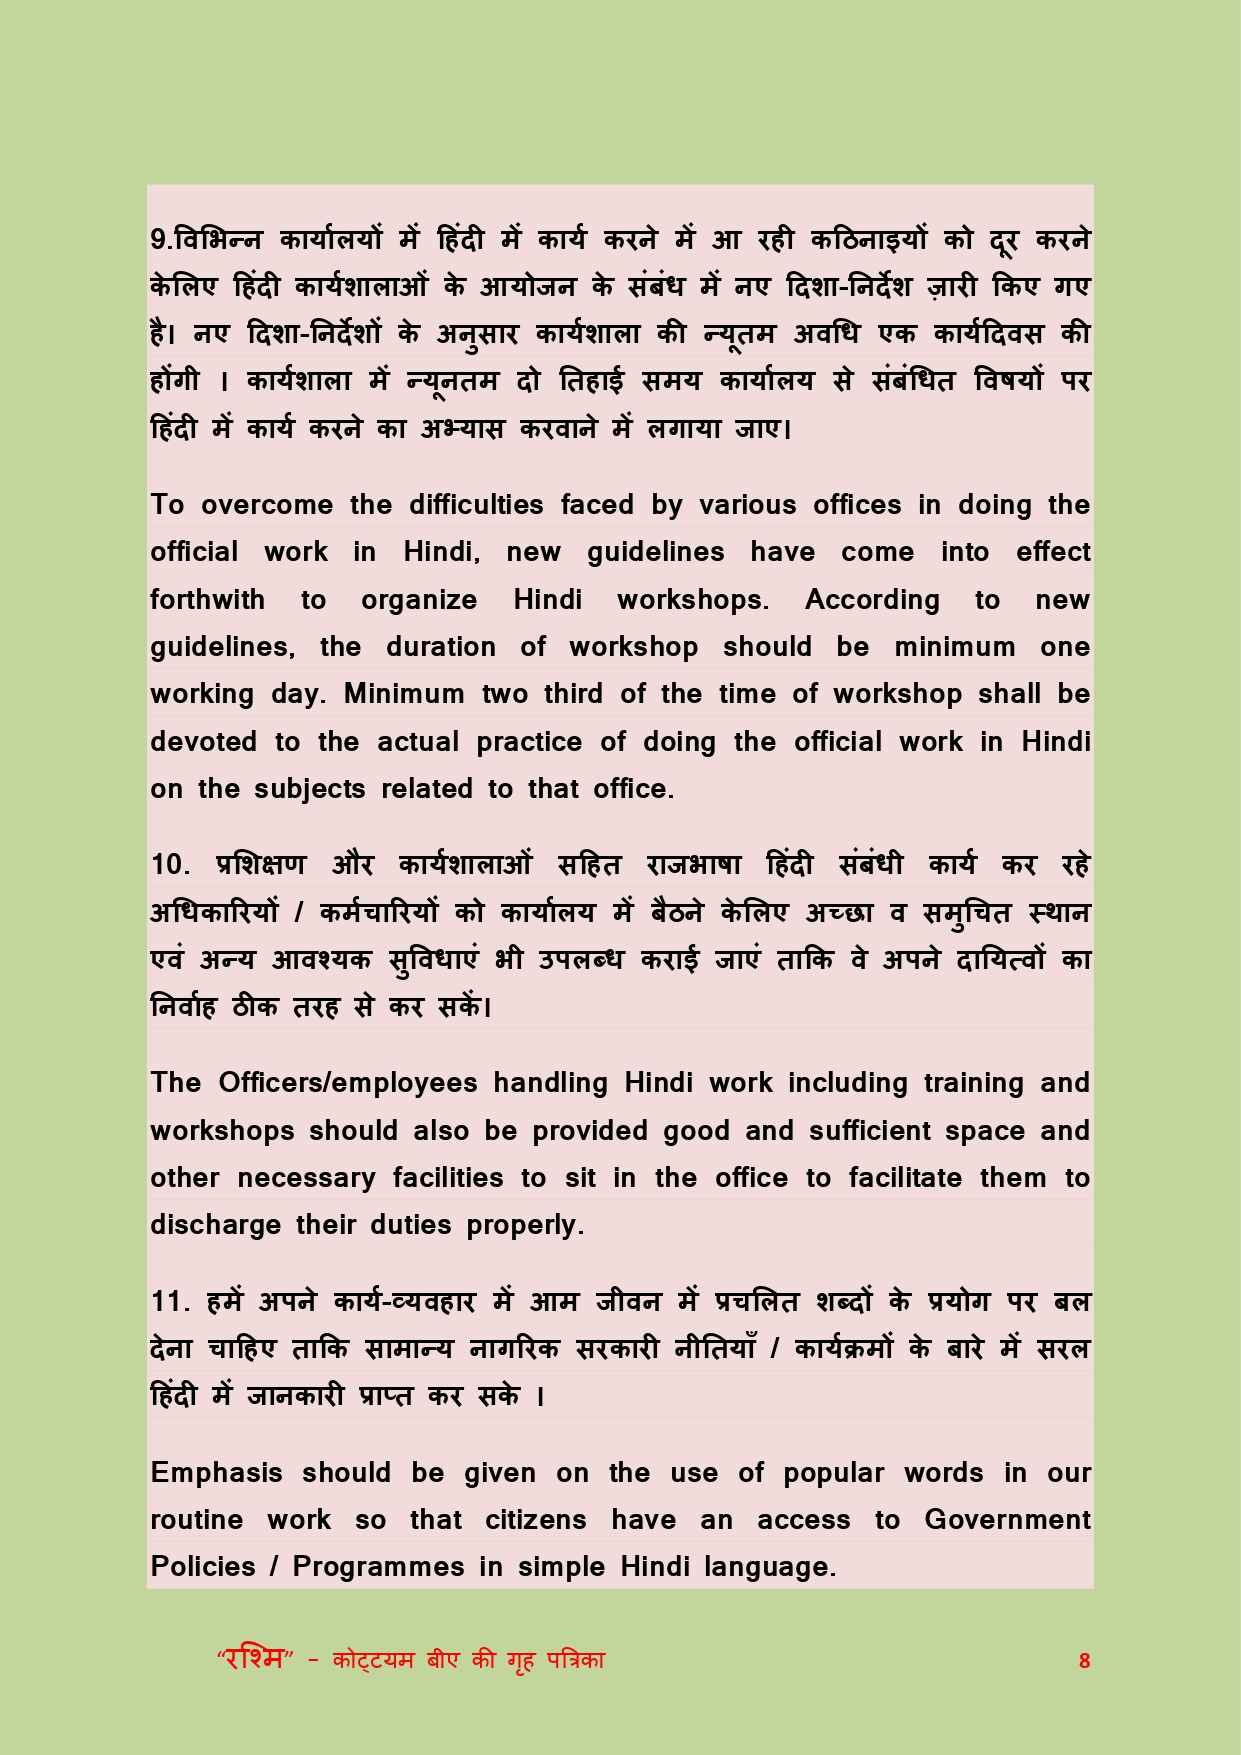 9.विभिन्न कार्यालयों में हिंदी में कार्य करने में आ रही कठिनाइयों को दूर करने
केलिए हिंदी कार्यशालाओं के आयोजन के संबंध में नए दिशा-निर्देश ज़ारी किए गए
है। नए दिशा-निर्देशों के अनुसार कार्यशाला की न्यूतम अवधि एक कार्यदिवस की
होंगी । कार्यशाला में न्यूनतम दो तिहाई समय कार्यालय से संबंधित विषयों पर
हिंदी में कार्य करने का अभ्यास करवाने में लगाया जाए।
To overcome the difficulties faced by various offices in doing the
official work in Hindi, new guidelines have come into effect
forthwith to organize Hindi workshops. According to new
guidelines, the duration of workshop should be minimum one
working day. Minimum two third of the time of workshop shall be
devoted to the actual practice of doing the official work in Hindi
on the subjects related to that office.
10. प्रशिक्षण और कार्यशालाओं सहित राजभाषा हिंदी संबंधी कार्य कर रहे
अधिकारियों / कर्मचारियों को कार्यालय में बैठने केलिए अच्छा व समुचित स्थान
एवं अन्य आवश्यक सुविधाएं भी उपलब्ध कराई जाएं ताकि वे अपने दायित्वों का
निर्वाह ठीक तरह से कर सकें।
The Officers/employees handling Hindi work including training and
workshops should also be provided good and sufficient space and
other necessary facilities to sit in the office to facilitate them to
discharge their duties properly.
11. हमें अपने कार्य-व्यवहार में आम जीवन में प्रचलित शब्दों के प्रयोग पर बल
देना चाहिए ताकि सामान्य नागरिक सरकारी नीतियाँ / कार्यक्रमों के बारे में सरल
हिंदी में जानकारी प्राप्त कर सके ।
Emphasis should be given on the use of popular words in our
routine work so that citizens have an access to Government
Policies / Programmes in simple Hindi language.
“रश्मि” – कोट्टयम बीए की गृह पत्रिका 8